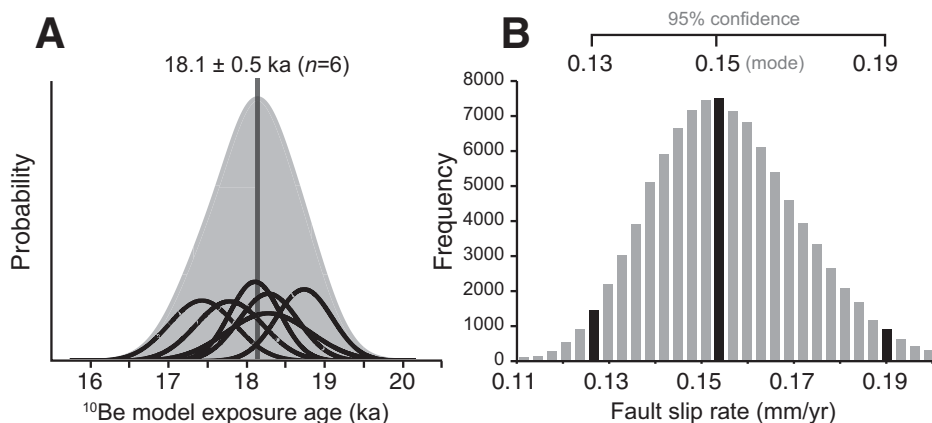 A
18.1 ± 0.5 ka (n=6)
Probability
16 17 18 19 20
¹⁰Be model exposure age (ka)
B
95% confidence
0.13 0.15 (mode) 0.19
8000
7000
6000
5000
4000
3000
2000
1000
0
Frequency
0.11 0.13 0.15 0.17 0.19
Fault slip rate (mm/yr)